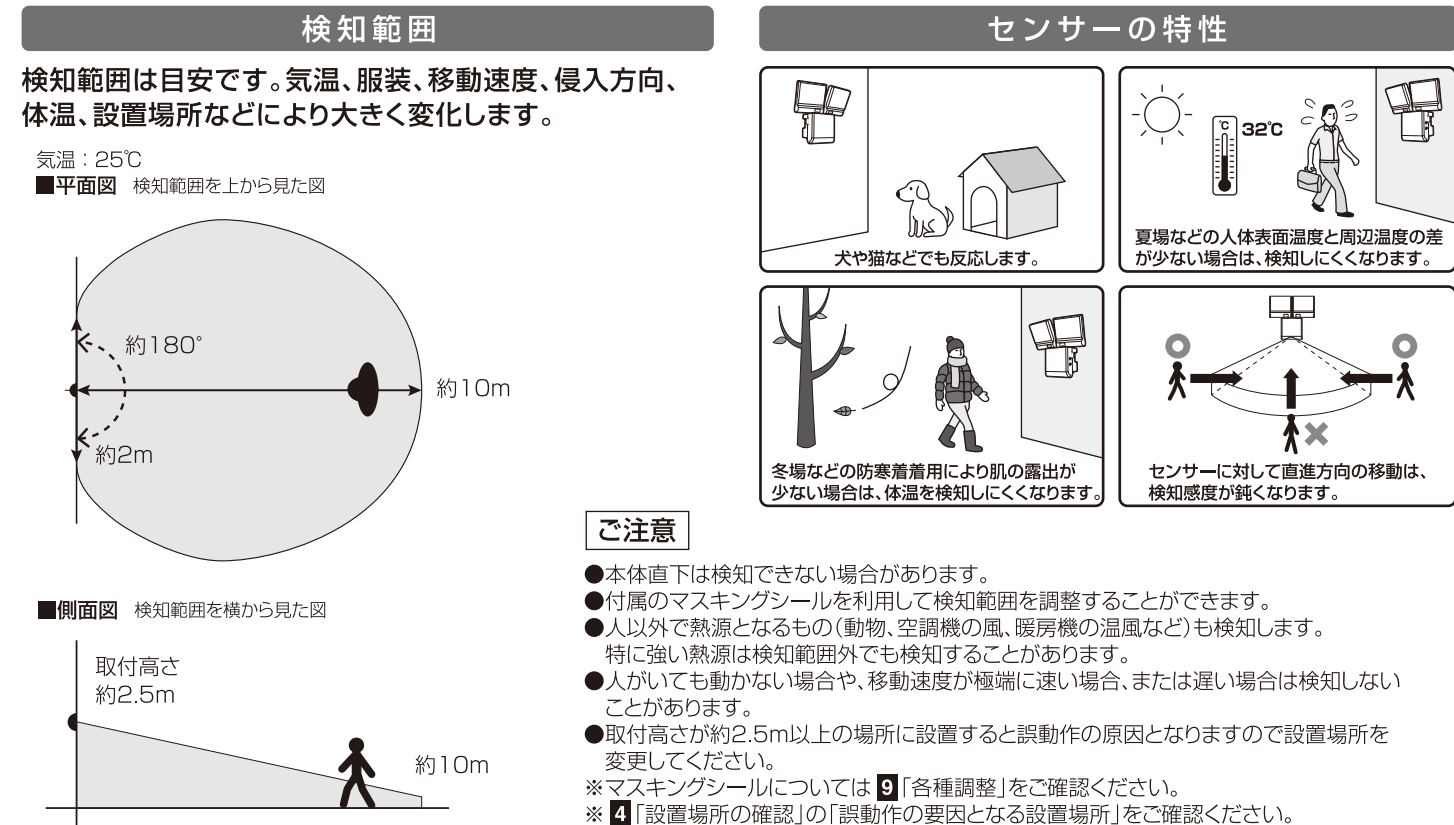 検知範囲
検知範囲は目安です。気温、服装、移動速度、侵入方向、
体温、設置場所などにより大きく変化します。
気温：25℃
■平面図 検知範囲を上から見た図
約180°
約10m
約2m
■側面図 検知範囲を横から見た図
取付高さ
約2.5m
約10m
センサーの特性
犬や猫などでも反応します。
℃
32℃
夏場などの人体表面温度と周辺温度の差
が少ない場合は、検知しにくくなります。
冬場などの防寒着着用により肌の露出が
少ない場合は、体温を検知しにくくなります。
センサーに対して直進方向の移動は、
検知感度が鈍くなります。
ご注意
●本体直下は検知できない場合があります。
●付属のマスキングシールを利用して検知範囲を調整することができます。
●人以外で熱源となるもの（動物、空調機の風、暖房機の温風など）も検知します。
特に強い熱源は検知範囲外でも検知することがあります。
●人がいても動かない場合や、移動速度が極端に速い場合、または遅い場合は検知しない
ことがあります。
●取付高さが約2.5m以上の場所に設置すると誤動作の原因となりますので設置場所を
変更してください。
※マスキングシールについては 9「各種調整」をご確認ください。
※ 4「設置場所の確認」の「誤動作の要因となる設置場所」をご確認ください。